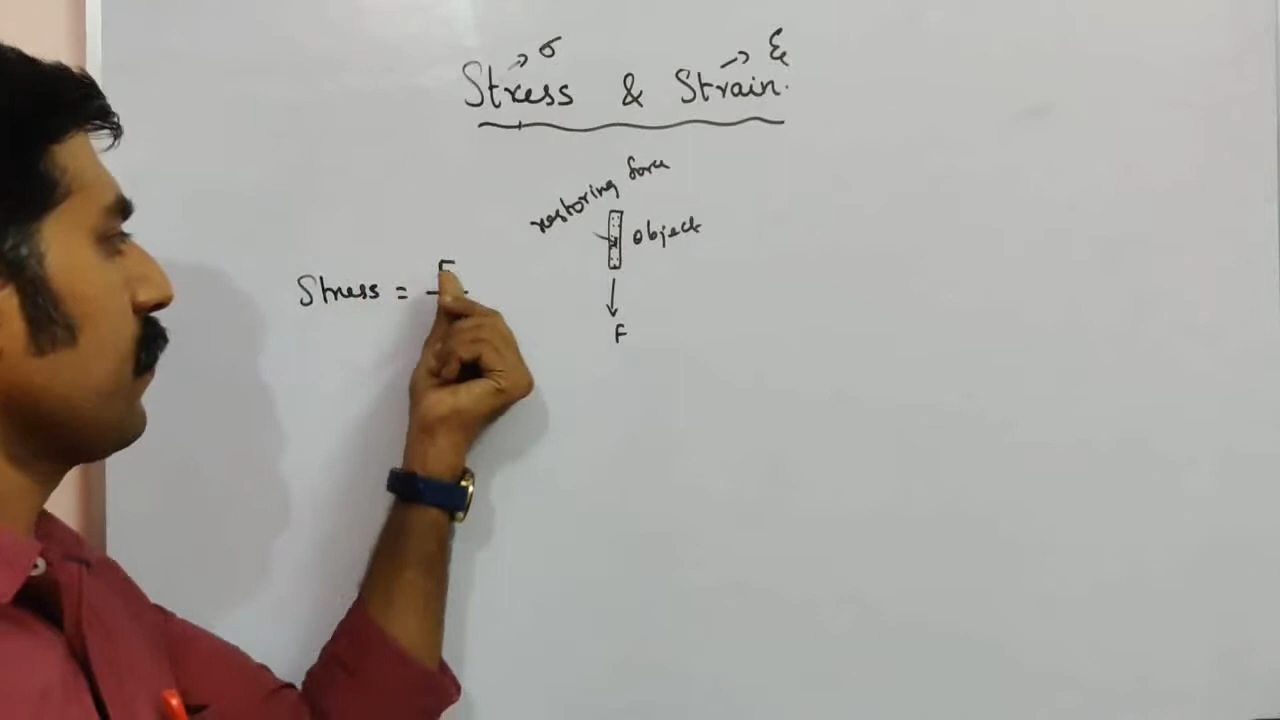 → σ → ε
Stress & Strain.
restoring force
object
Stress = F
F